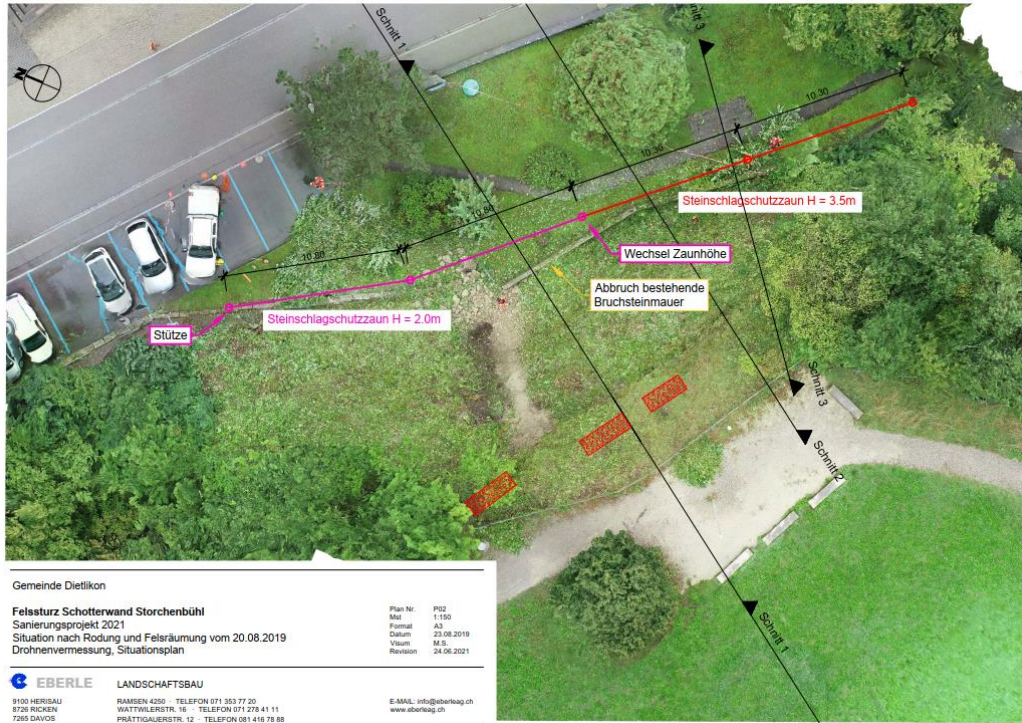 N
Schnitt 1
Schnitt 3
10.30
10.30
10.80
10.80
Steinschlagschutzzaun H = 3.5m
Wechsel Zaunhöhe
Abbruch bestehende
Bruchsteinmauer
Steinschlagschutzzaun H = 2.0m
Stütze
Schnitt 3
Schnitt 2
Schnitt 1
Gemeinde Dietlikon
Felssturz Schotterwand Storchenbühl
Sanierungsprojekt 2021
Situation nach Rodung und Felsräumung vom 20.08.2019
Drohnenvermessung, Situationsplan
Plan Nr. P02
Mst 1:150
Format A3
Datum 23.08.2019
Visum M.S.
Revision 24.06.2021
EBERLE LANDSCHAFTSBAU
9100 HERISAU RAMSEN 4250 · TELEFON 071 353 77 20 E-MAIL: info@eberleag.ch
8726 RICKEN WATTWILERSTR. 16 · TELEFON 071 278 41 11 www.eberleag.ch
7265 DAVOS PRÄTTIGAUERSTR. 12 · TELEFON 081 416 78 88